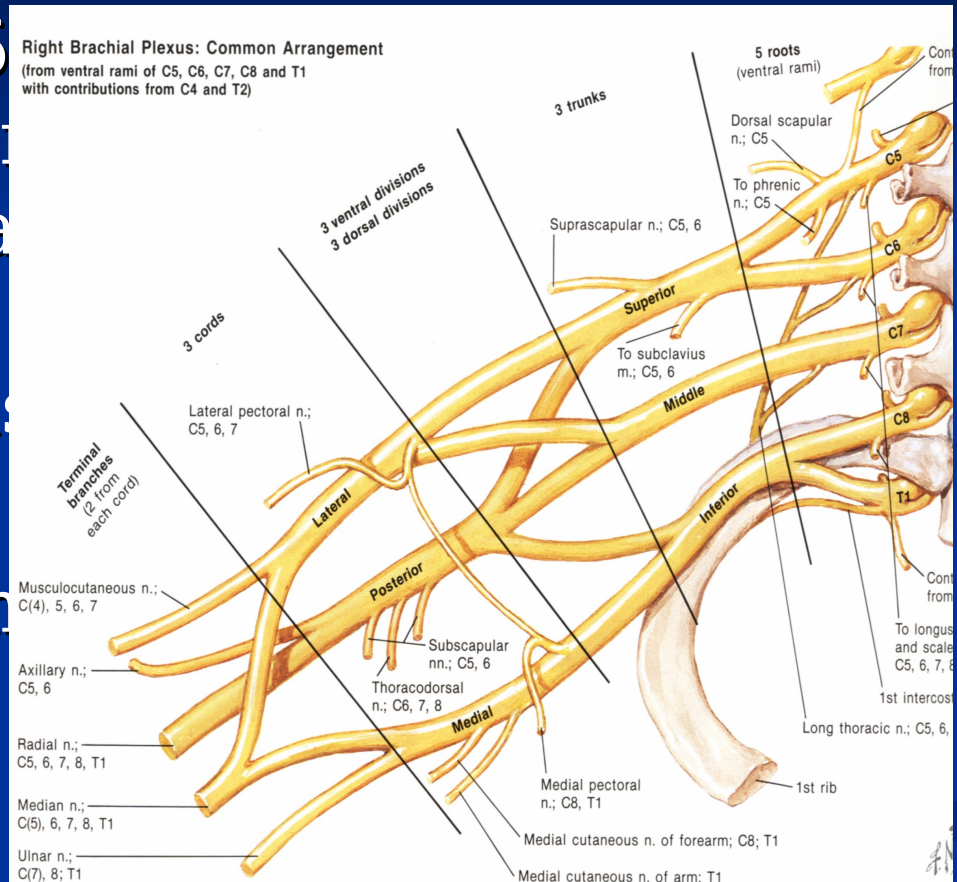 Right Brachial Plexus: Common Arrangement
(from ventral rami of C5, C6, C7, C8 and T1
with contributions from C4 and T2)
5 roots
(ventral rami)
3 trunks
3 ventral divisions
3 dorsal divisions
3 cords
Terminal
branches
(2 from
each cord)
Dorsal scapular
n.; C5
To phrenic
n.; C5
Suprascapular n.; C5, 6
To subclavius
m.; C5, 6
Lateral pectoral n.;
C5, 6, 7
C5
C6
C7
C8
T1
Superior
Middle
Inferior
Lateral
Posterior
Medial
Musculocutaneous n.;
C(4), 5, 6, 7
Axillary n.;
C5, 6
Radial n.;
C5, 6, 7, 8, T1
Median n.;
C(5), 6, 7, 8, T1
Ulnar n.;
C(7), 8; T1
Subscapular
nn.; C5, 6
Thoracodorsal
n.; C6, 7, 8
Medial pectoral
n.; C8, T1
Medial cutaneous n. of forearm; C8; T1
Medial cutaneous n. of arm; T1
from
from
To longus
and scale
C5, 6, 7, 8
1st intercost
Long thoracic n.; C5, 6,
1st rib